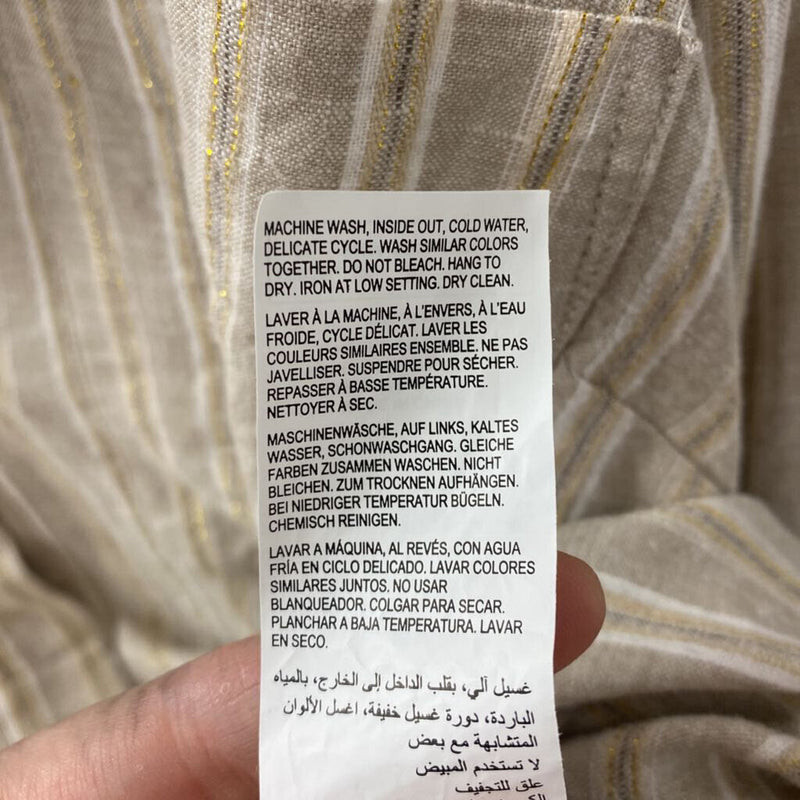 MACHINE WASH, INSIDE OUT, COLD WATER,
DELICATE CYCLE. WASH SIMILAR COLORS
TOGETHER. DO NOT BLEACH. HANG TO
DRY. IRON AT LOW SETTING. DRY CLEAN.
LAVER À LA MACHINE, À L'ENVERS, À L'EAU
FROIDE, CYCLE DÉLICAT. LAVER LES
COULEURS SIMILAIRES ENSEMBLE. NE PAS
JAVELLISER. SUSPENDRE POUR SÉCHER.
REPASSER À BASSE TEMPÉRATURE.
NETTOYER À SEC.
MASCHINENWÄSCHE, AUF LINKS, KALTES
WASSER, SCHONWASCHGANG. GLEICHE
FARBEN ZUSAMMEN WASCHEN. NICHT
BLEICHEN. ZUM TROCKNEN AUFHÄNGEN.
BEI NIEDRIGER TEMPERATUR BÜGELN.
CHEMISCH REINIGEN.
LAVAR A MÁQUINA, AL REVÉS, CON AGUA
FRÍA EN CICLO DELICADO. LAVAR COLORES
SIMILARES JUNTOS. NO USAR
BLANQUEADOR. COLGAR PARA SECAR.
PLANCHAR A BAJA TEMPERATURA. LAVAR
EN SECO.
غسيل آلي، بقلب الداخل إلى الخارج، بالمياه
الباردة، دورة غسيل خفيفة، اغسل الألوان
المتشابهة مع بعض
لا تستخدم المبيض
علق للتجفيف